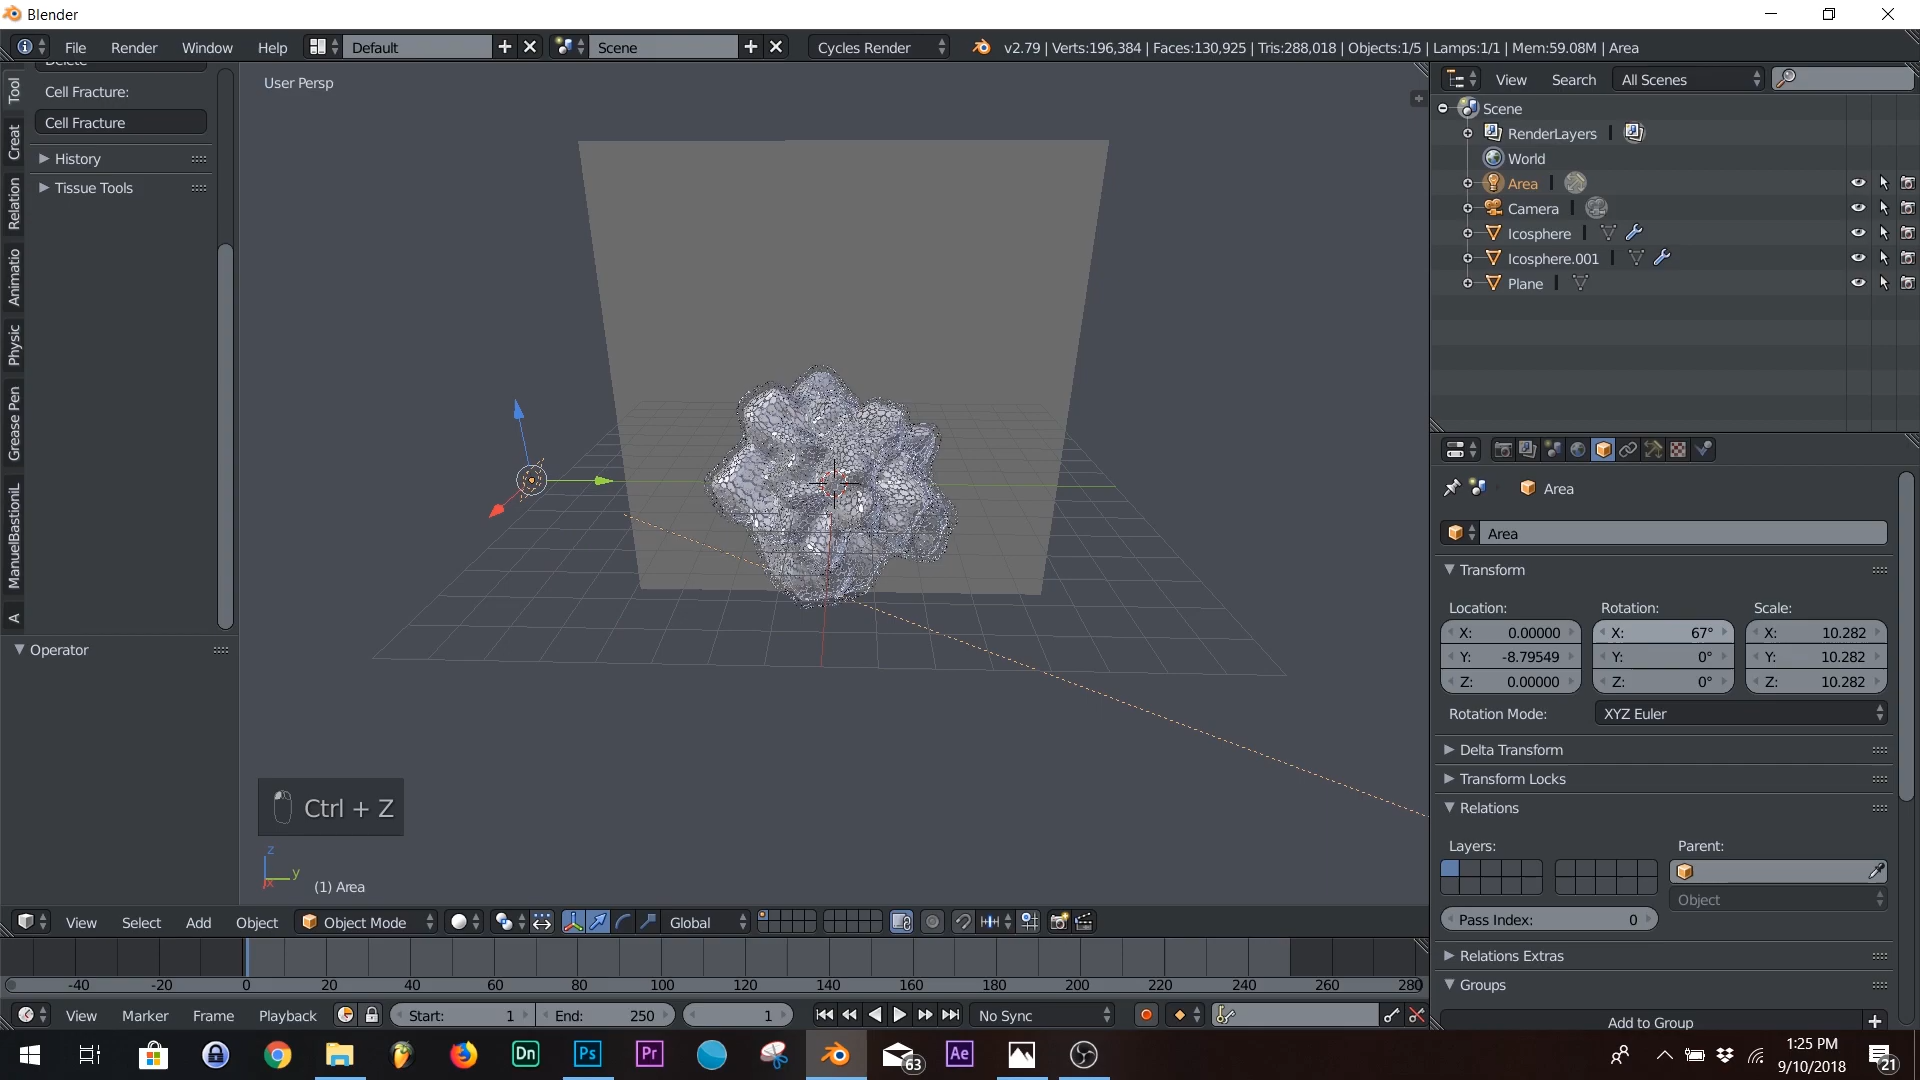 Blender
File Render Window Help Default Scene Cycles Render v2.79 | Verts:196,384 | Faces:130,925 | Tris:288,018 | Objects:1/5 | Lamps:1/1 | Mem:59.08M | Area
Delete
Cell Fracture:
Cell Fracture
History
Tissue Tools
Tool
Creat
Relation
Animatio
Physic
Grease Pen
ManuelBastioniL
A
Operator
User Persp
Ctrl + Z
z
y
x
(1) Area
View Search All Scenes
Scene
RenderLayers
World
Area
Camera
Icosphere
Icosphere.001
Plane
Area
Area
Transform
Location: Rotation: Scale:
X: 0.00000 X: 67° X: 10.282
Y: -8.79549 Y: 0° Y: 10.282
Z: 0.00000 Z: 0° Z: 10.282
Rotation Mode: XYZ Euler
Delta Transform
Transform Locks
Relations
Layers: Parent:
Object
Pass Index: 0
Relations Extras
Groups
Add to Group
View Select Add Object Object Mode Global
-40 -20 0 20 40 60 80 100 120 140 160 180 200 220 240 260 280
View Marker Frame Playback Start: 1 End: 250 1 No Sync
Dn Ps Pr 63 Ae
1:25 PM
9/10/2018
21